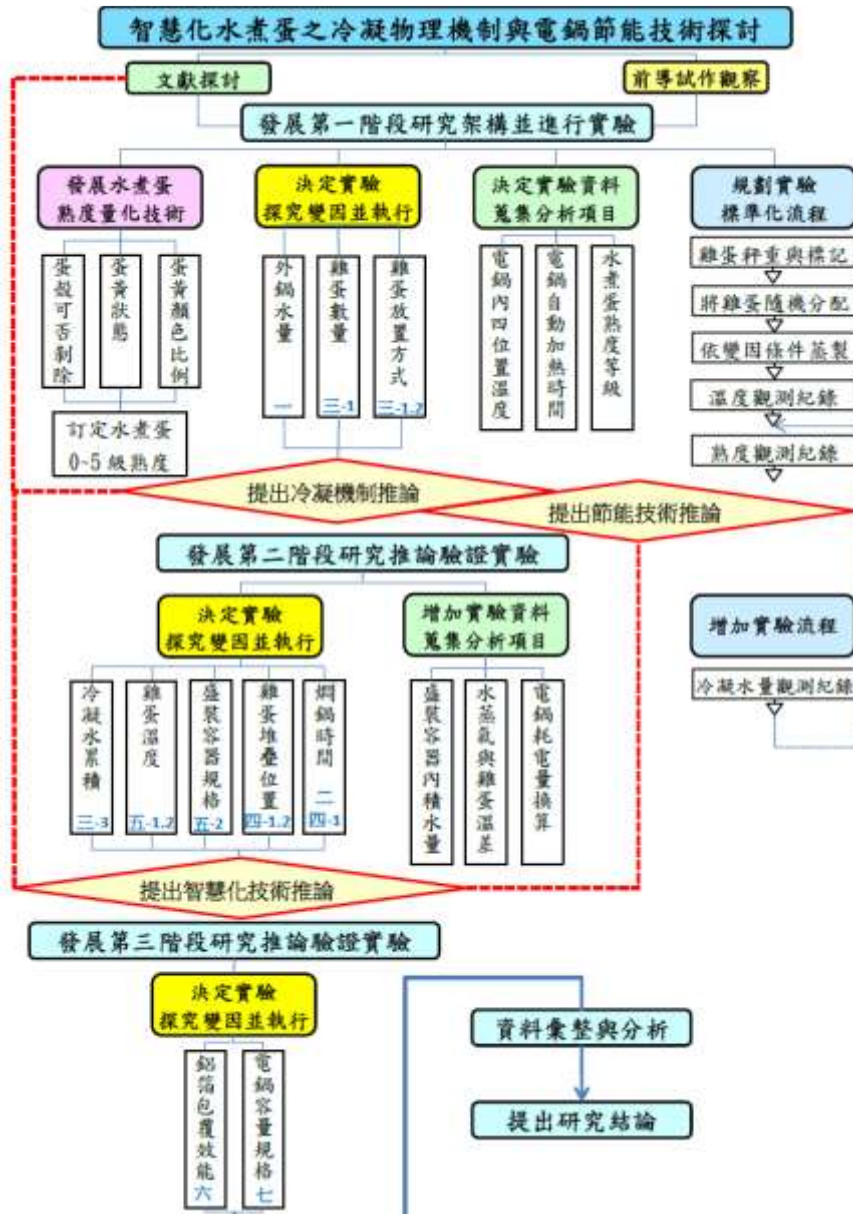 智慧化水煮蛋之冷凝物理機制與電鍋節能技術探討
文獻探討
前導試作觀察
發展第一階段研究架構並進行實驗
發展水煮蛋
熟度量化技術
蛋殼可否剝除
蛋黃狀態
蛋黃顏色比例
訂定水煮蛋
0~5級熟度
決定實驗
探究變因並執行
外鍋水量
一
雞蛋數量
三-1
雞蛋放置方式
三-1.2
決定實驗資料
蒐集分析項目
電鍋內四位置溫度
電鍋自動加熱時間
水煮蛋熟度等級
規劃實驗
標準化流程
雞蛋秤重與標記
將雞蛋隨機分配
依變因條件蒸製
溫度觀測紀錄
熟度觀測紀錄
提出冷凝機制推論
提出節能技術推論
發展第二階段研究推論驗證實驗
決定實驗
探究變因並執行
冷凝水累積
三-3
雞蛋溫度
五-1.2
盛裝容器規格
五-2
雞蛋堆疊位置
四-1.2
燜鍋時間
二
四-1
增加實驗資料
蒐集分析項目
盛裝容器內積水量
水蒸氣與雞蛋溫差
電鍋耗電量換算
增加實驗流程
冷凝水量觀測紀錄
提出智慧化技術推論
發展第三階段研究推論驗證實驗
決定實驗
探究變因並執行
鋁箔包覆效能
六
電鍋容量規格
七
資料彙整與分析
提出研究結論